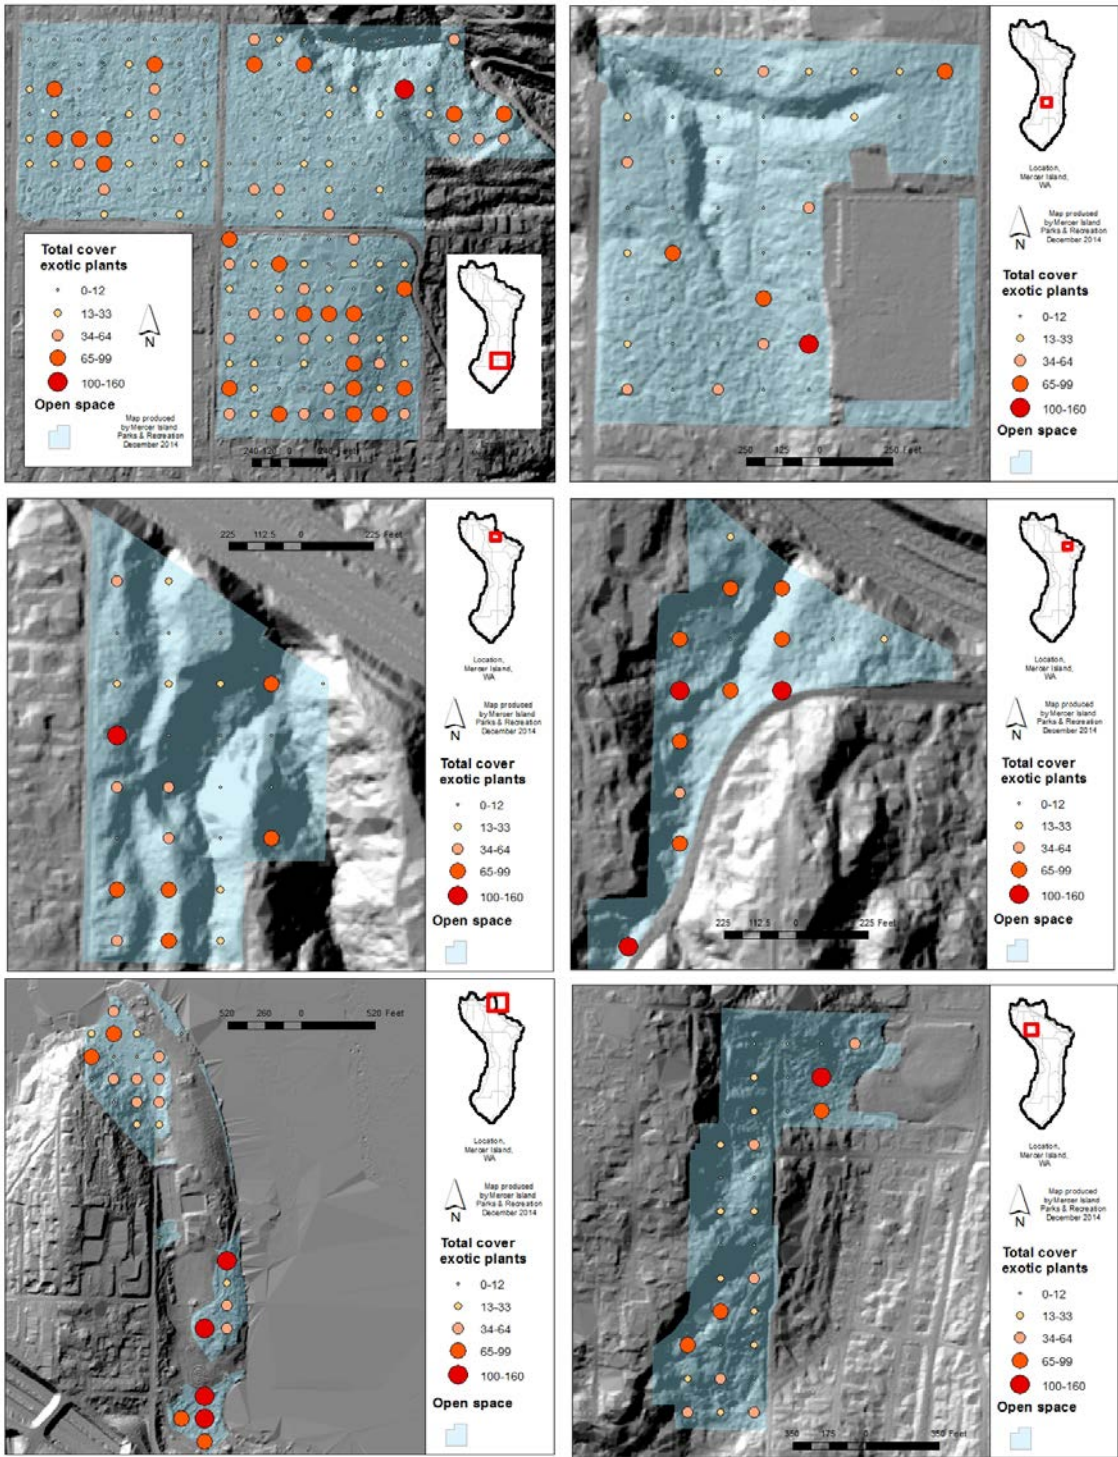 Total cover
exotic plants
0-12
13-33
34-64
65-99
100-160
Open space
N
Map produced
by Mercer Island
Parks & Recreation
December 2014
Location,
Mercer Island,
WA
Map produced
by Mercer Island
Parks & Recreation
December 2014
N
Total cover
exotic plants
0-12
13-33
34-64
65-99
100-160
Open space
250 125 0 250 Feet
225 112.5 0 225 Feet
Location,
Mercer Island,
WA
Map produced
by Mercer Island
Parks & Recreation
December 2014
N
Total cover
exotic plants
0-12
13-33
34-64
65-99
100-160
Open space
Location,
Mercer Island,
WA
Map produced
by Mercer Island
Parks & Recreation
December 2014
N
Total cover
exotic plants
0-12
13-33
34-64
65-99
100-160
Open space
225 112.5 0 225 Feet
520 260 0 520 Feet
Location,
Mercer Island,
WA
Map produced
by Mercer Island
Parks & Recreation
December 2014
N
Total cover
exotic plants
0-12
13-33
34-64
65-99
100-160
Open space
Location,
Mercer Island,
WA
Map produced
by Mercer Island
Parks & Recreation
December 2014
N
Total cover
exotic plants
0-12
13-33
34-64
65-99
100-160
Open space
350 175 0 350 Feet